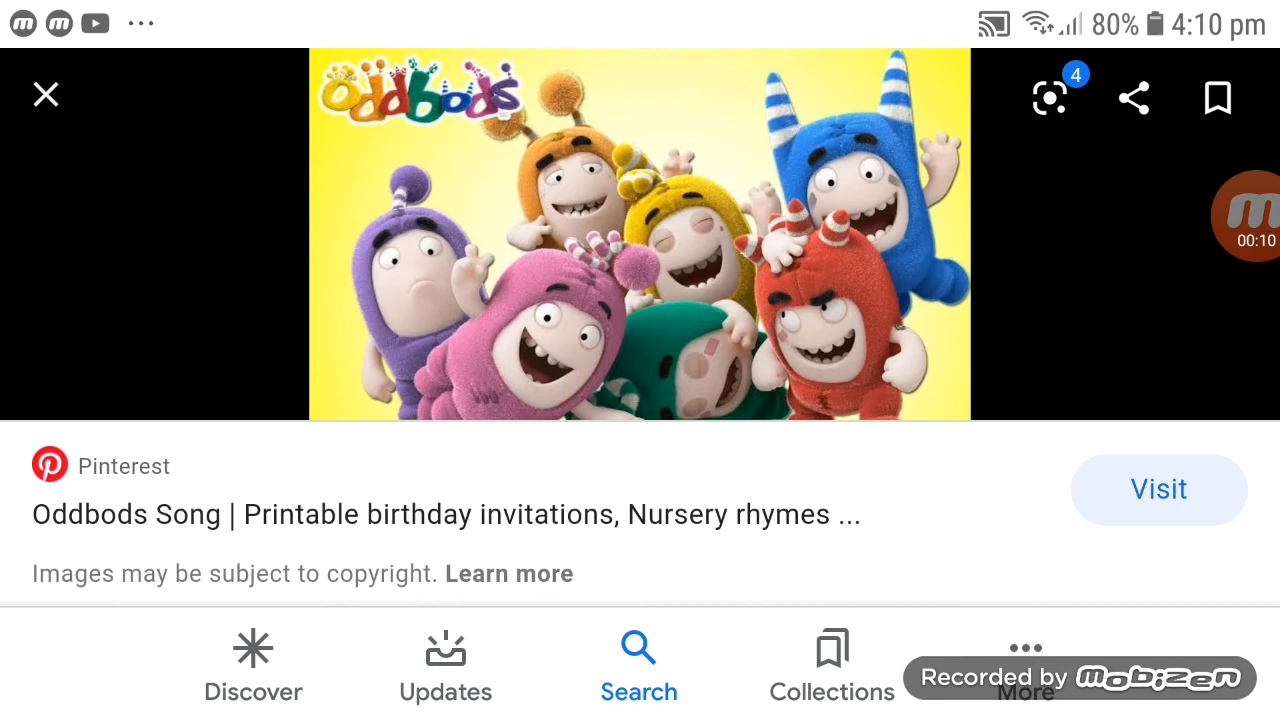 80% 4:10 pm
4
Oddbods
00:10
Pinterest
Visit
Oddbods Song | Printable birthday invitations, Nursery rhymes ...
Images may be subject to copyright. Learn more
Discover
Updates
Search
Collections
More
Recorded by mobizen